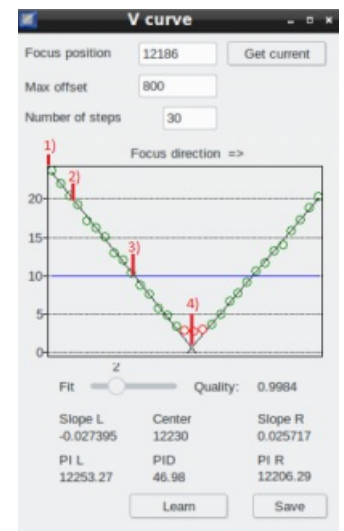 V curve
Focus position 12186 Get current
Max offset 800
Number of steps 30
1) Focus direction =>
2)
20
15
3)
10
4)
5
0
2
Fit Quality: 0.9984
Slope L Center Slope R
-0.027395 12230 0.025717
PI L PID PI R
12253.27 46.98 12206.29
Learn Save